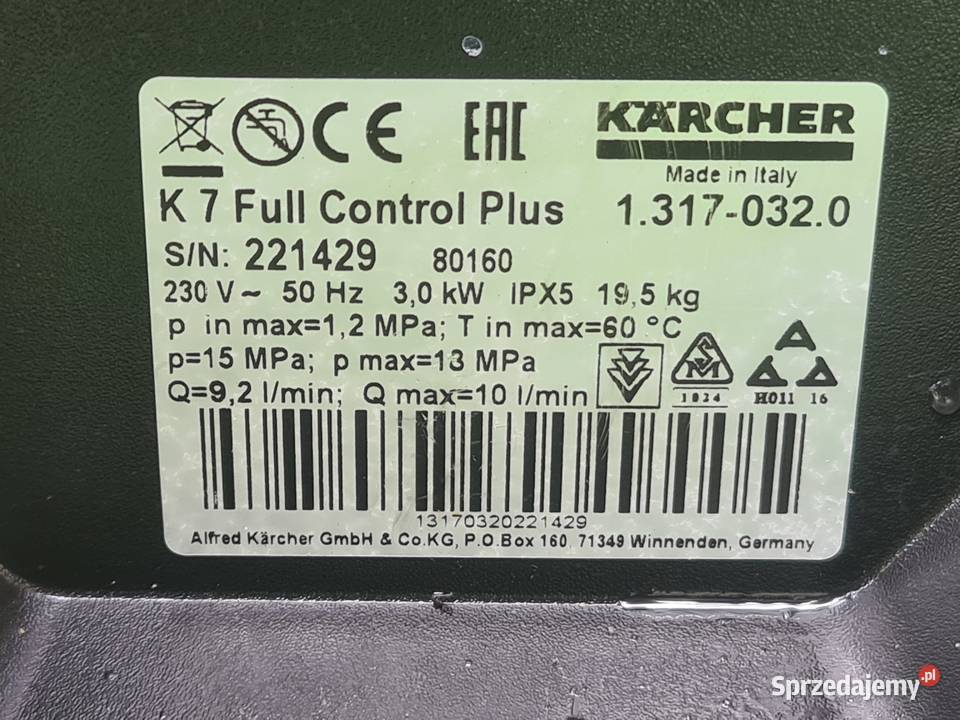 CE EAC KÄRCHER
Made in Italy
K 7 Full Control Plus 1.317-032.0
S/N: 221429 80160
230 V~ 50 Hz 3,0 kW IPX5 19,5 kg
p in max=1,2 MPa; T in max=60 °C
p=15 MPa; p max=13 MPa
Q=9,2 l/min; Q max=10 l/min
1024 H011 16
13170320221429
Alfred Kärcher GmbH & Co.KG, P.O.Box 160, 71349 Winnenden, Germany
Sprzedajemy.pl